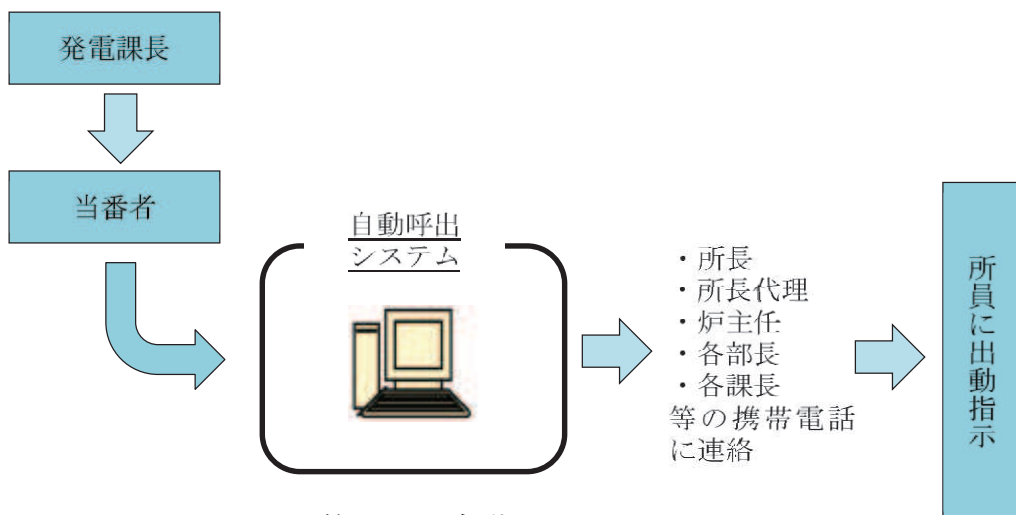 発電課長
当番者
自動呼出
システム
・所長
・所長代理
・炉主任
・各部長
・各課長
等の携帯電話
に連絡
所員に出動指示